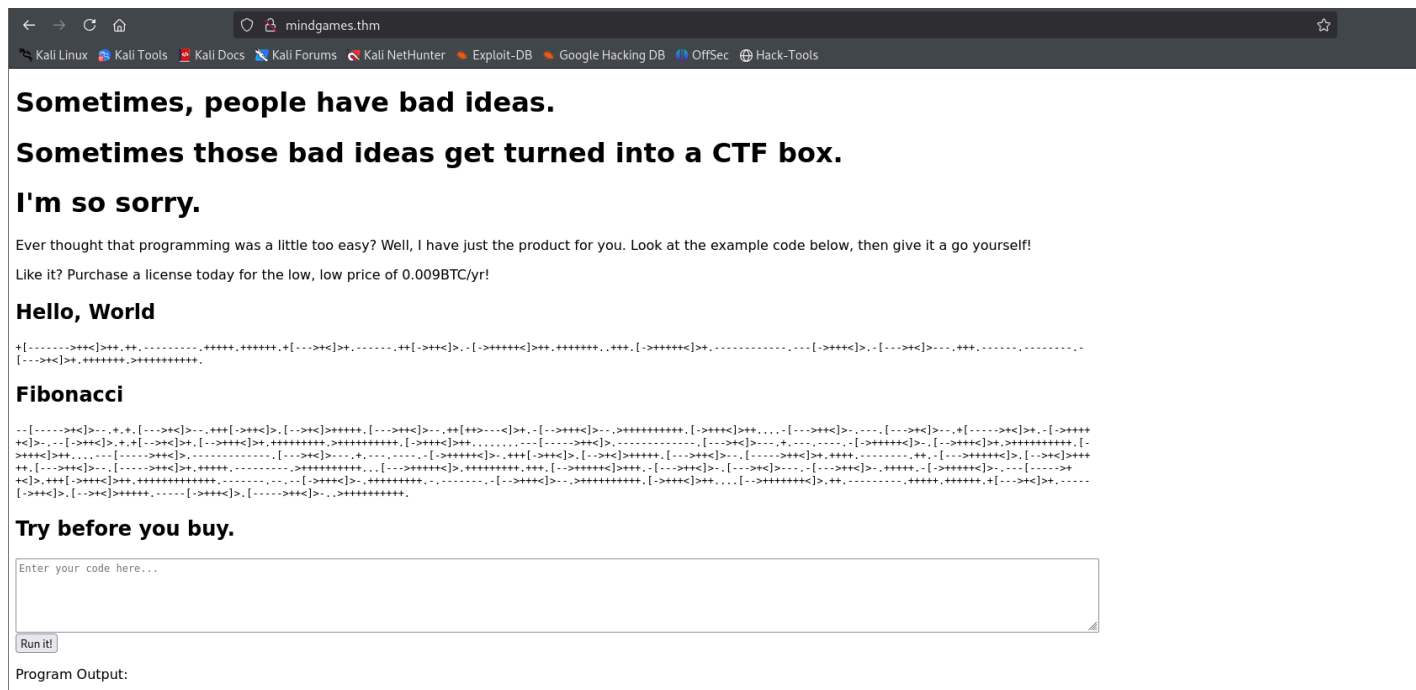 mindgames.thm
Kali Linux Kali Tools Kali Docs Kali Forums Kali NetHunter Exploit-DB Google Hacking DB OffSec Hack-Tools
Sometimes, people have bad ideas.
Sometimes those bad ideas get turned into a CTF box.
I'm so sorry.
Ever thought that programming was a little too easy? Well, I have just the product for you. Look at the example code below, then give it a go yourself!
Like it? Purchase a license today for the low, low price of 0.009BTC/yr!
Hello, World
+[------->++<]>++.++.---------.+++++.++++++.+[--->+<]>+.------.++[->++<]>.-[->+++++<]>++.+++++++..+++.[->+++++<]>+.------------.---[->+++<]>.-[--->+<]>---.+++.------.--------.-
[--->+<]>+.+++++++.>++++++++++.
Fibonacci
--[----->+<]>--.+.+.[--->+<]>--.+++[->++<]>.[-->+<]>+++++.[--->++<]>--.++[++>---<]>+.-[-->+++<]>--.>++++++++++.[->+++<]>++....-[--->++<]>-.---.[--->+<]>--.+[----->+<]>+.-[->++++
+<]>-.--[->++<]>.+.+[-->+<]>+.[-->+++<]>+.+++++++++.>++++++++++.[->+++<]>++........---[----->++<]>.-------------.[--->+<]>---.+.---.----.-[->+++++<]>-.[-->+++<]>+.>++++++++++.[-
>+++<]>++....---[----->++<]>.-------------.[--->+<]>---.+.---.----.-[->+++++<]>-.+++[->++<]>.[-->+<]>+++++.[--->++<]>--.[----->++<]>+.++++.--------.++.-[--->+++++<]>.[-->+<]>+++
++.[--->++<]>--.[----->++<]>+.+++++.---------.>++++++++++...[--->+++++<]>.+++++++++.+++.[-->+++++<]>+++.-[--->++<]>-.[--->+<]>---.-[--->++<]>-.+++++.-[->+++++<]>-.---[----->+
+<]>.+++[->+++<]>++.+++++++++++++.-------.--.--[->+++<]>-.+++++++++.-.-------.-[-->+++<]>--.>++++++++++.[->+++<]>++....[-->+++++++<]>.++.---------.+++++.++++++.+[--->+<]>+.-----
[->++<]>.[-->+<]>+++++.-----[->+++<]>.[----->++<]>-..>++++++++++.
Try before you buy.
Enter your code here...
Run it!
Program Output: